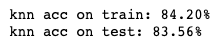 knn acc on train: 84.20%
knn acc on test: 83.56%